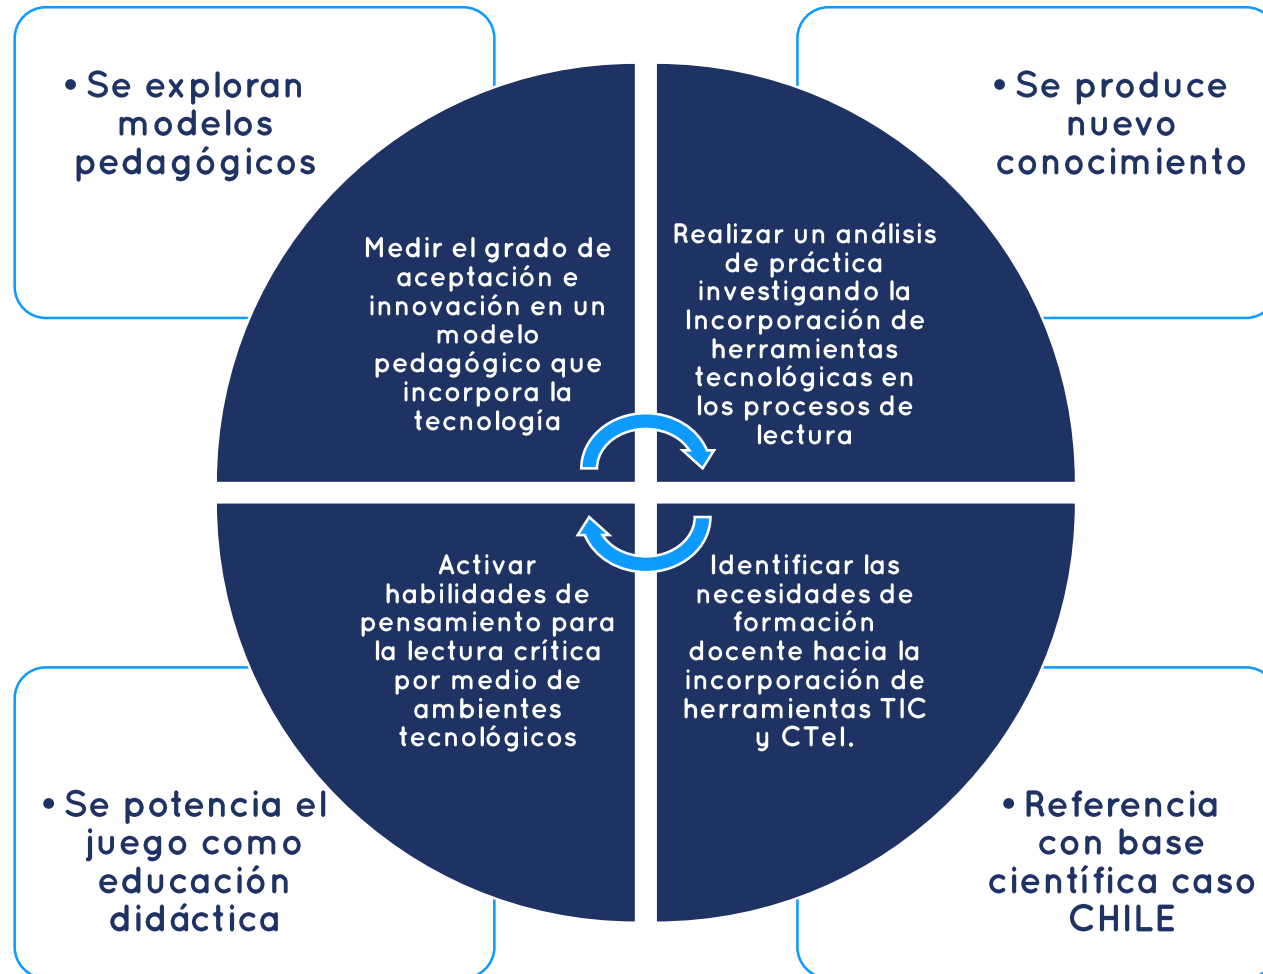 • Se exploran
modelos
pedagógicos
Medir el grado de
aceptación e
innovación en un
modelo
pedagógico que
incorpora la
tecnología
• Se produce
nuevo
conocimiento
Realizar un análisis
de práctica
investigando la
Incorporación de
herramientas
tecnológicas en
los procesos de
lectura
Activar
habilidades de
pensamiento para
la lectura crítica
por medio de
ambientes
tecnológicos
• Se potencia el
juego como
educación
didáctica
Identificar las
necesidades de
formación
docente hacia la
incorporación de
herramientas TIC
y CTeI.
• Referencia
con base
científica caso
CHILE